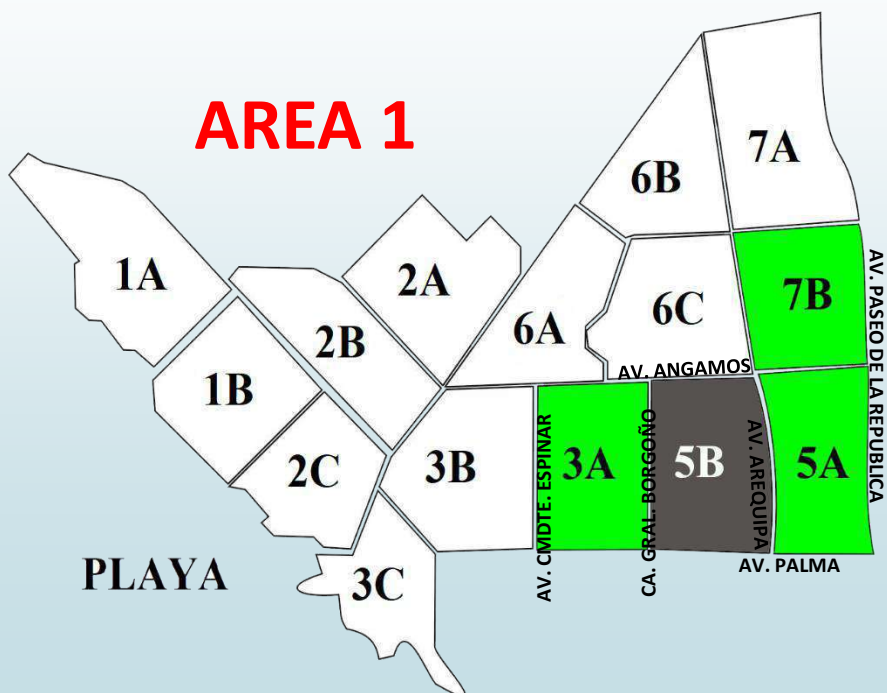 AREA 1
7A
6B
1A
2A
7B
AV. PASEO DE LA REPUBLICA
6C
6A
2B
AV. ANGAMOS
1B
3B
3A
5B
5A
2C
AV. CMDTE. ESPINAR
CA. GRAL. BORGOÑO
AV. AREQUIPA
AV. PALMA
PLAYA
3C